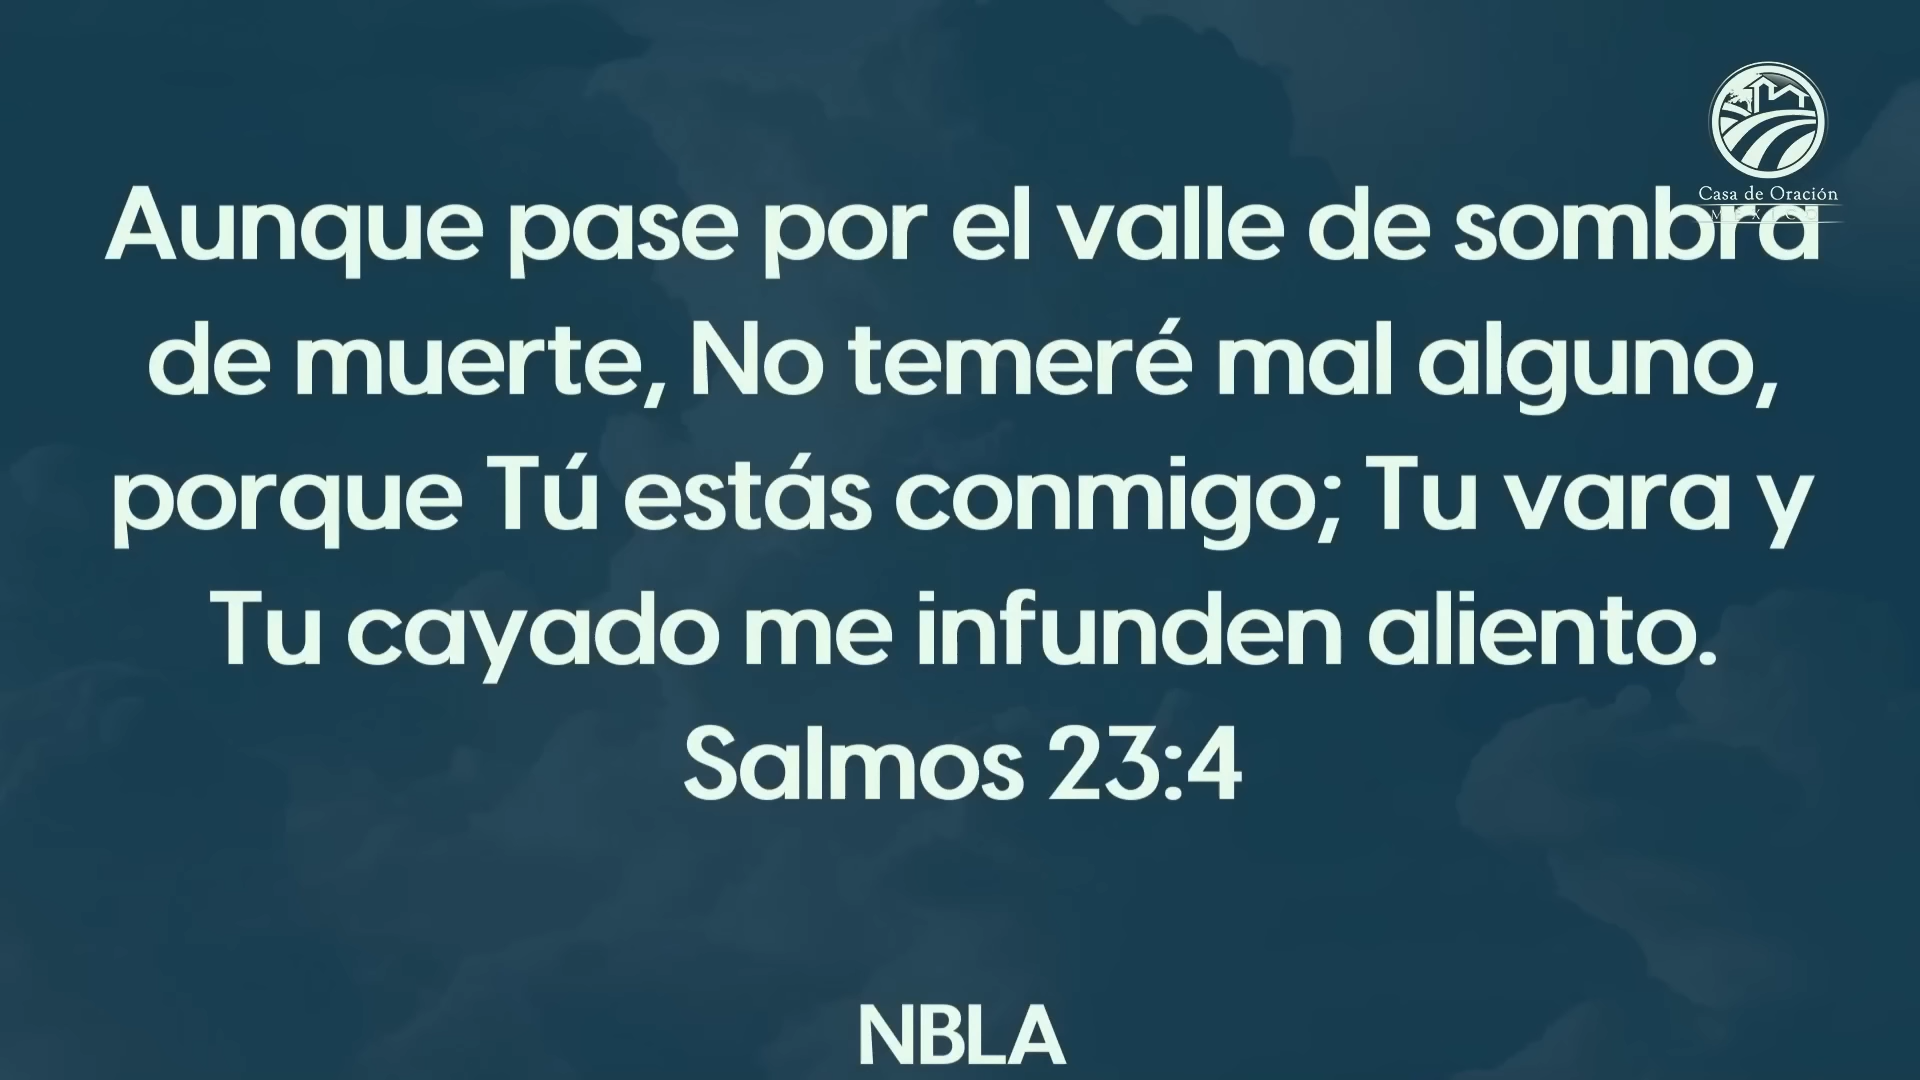 Casa de Oración
MÉXICO
Aunque pase por el valle de sombra
de muerte, No temeré mal alguno,
porque Tú estás conmigo; Tu vara y
Tu cayado me infunden aliento.
Salmos 23:4
NBLA